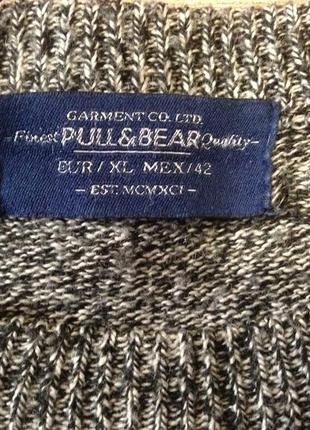 GARMENT CO. LTD.
-Finest PULL&BEAR Quality-
EUR/XL MEX/42
- EST. MCMXCI -